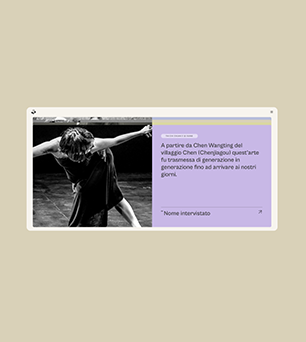 A partire da Chen Wangting del
villaggio Chen (Chenjiagou) quest'arte
fu trasmessa di generazione in
generazione fino ad arrivare ai nostri
giorni.
Nome intervistato